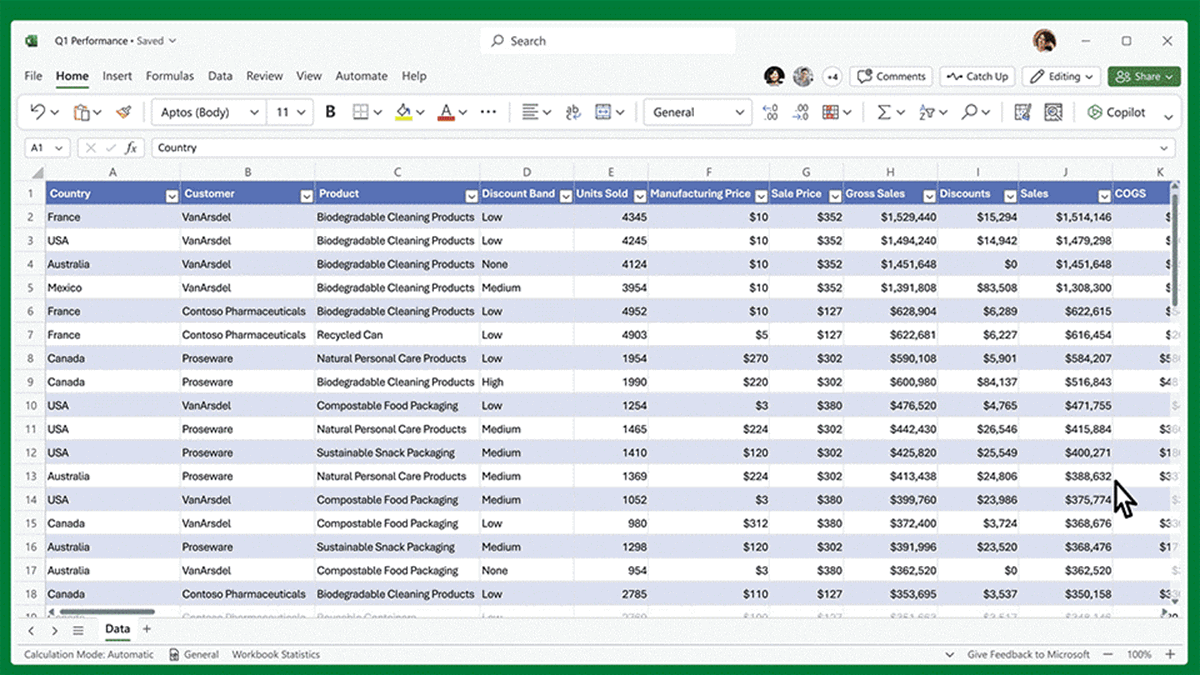 Q1 Performance • Saved
Search
File Home Insert Formulas Data Review View Automate Help
+4 Comments Catch Up Editing Share
Aptos (Body) 11 B A ... ab General .00 .00 Copilot
A1 fx Country
A B C D E F G H I J K
1 Country Customer Product Discount Band Units Sold Manufacturing Price Sale Price Gross Sales Discounts Sales COGS
2 France VanArsdel Biodegradable Cleaning Products Low 4345 $10 $352 $1,529,440 $15,294 $1,514,146
3 USA VanArsdel Biodegradable Cleaning Products Low 4245 $10 $352 $1,494,240 $14,942 $1,479,298
4 Australia VanArsdel Biodegradable Cleaning Products None 4124 $10 $352 $1,451,648 $0 $1,451,648
5 Mexico VanArsdel Biodegradable Cleaning Products Medium 3954 $10 $352 $1,391,808 $83,508 $1,308,300
6 France Contoso Pharmaceuticals Biodegradable Cleaning Products Low 4952 $10 $127 $628,904 $6,289 $622,615
7 France Contoso Pharmaceuticals Recycled Can Low 4903 $5 $127 $622,681 $6,227 $616,454
8 Canada Proseware Natural Personal Care Products Low 1954 $270 $302 $590,108 $5,901 $584,207
9 Canada Proseware Biodegradable Cleaning Products High 1990 $220 $302 $600,980 $84,137 $516,843
10 USA VanArsdel Compostable Food Packaging Low 1254 $3 $380 $476,520 $4,765 $471,755
11 USA Proseware Natural Personal Care Products Medium 1465 $224 $302 $442,430 $26,546 $415,884
12 USA Proseware Sustainable Snack Packaging Medium 1410 $120 $302 $425,820 $25,549 $400,271
13 Australia Proseware Natural Personal Care Products Medium 1369 $224 $302 $413,438 $24,806 $388,632
14 USA VanArsdel Compostable Food Packaging Medium 1052 $3 $380 $399,760 $23,986 $375,774
15 Canada VanArsdel Compostable Food Packaging Low 980 $312 $380 $372,400 $3,724 $368,676
16 Australia Proseware Sustainable Snack Packaging Medium 1298 $120 $302 $391,996 $23,520 $368,476
17 Australia VanArsdel Compostable Food Packaging None 954 $3 $380 $362,520 $0 $362,520
18 Canada Contoso Pharmaceuticals Biodegradable Cleaning Products Low 2785 $110 $127 $353,695 $3,537 $350,158
Data +
Calculation Mode: Automatic General Workbook Statistics Give Feedback to Microsoft 100%